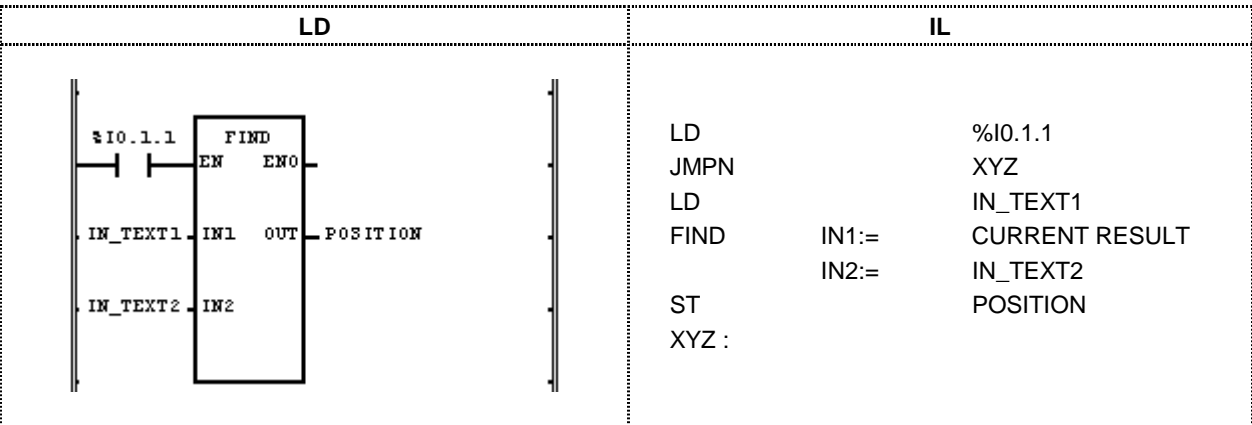 LD
IL
%I0.1.1
FIND
EN ENO
IN_TEXT1 IN1 OUT POSITION
IN_TEXT2 IN2
LD %I0.1.1
JMPN XYZ
LD IN_TEXT1
FIND IN1:= CURRENT RESULT
IN2:= IN_TEXT2
ST POSITION
XYZ :